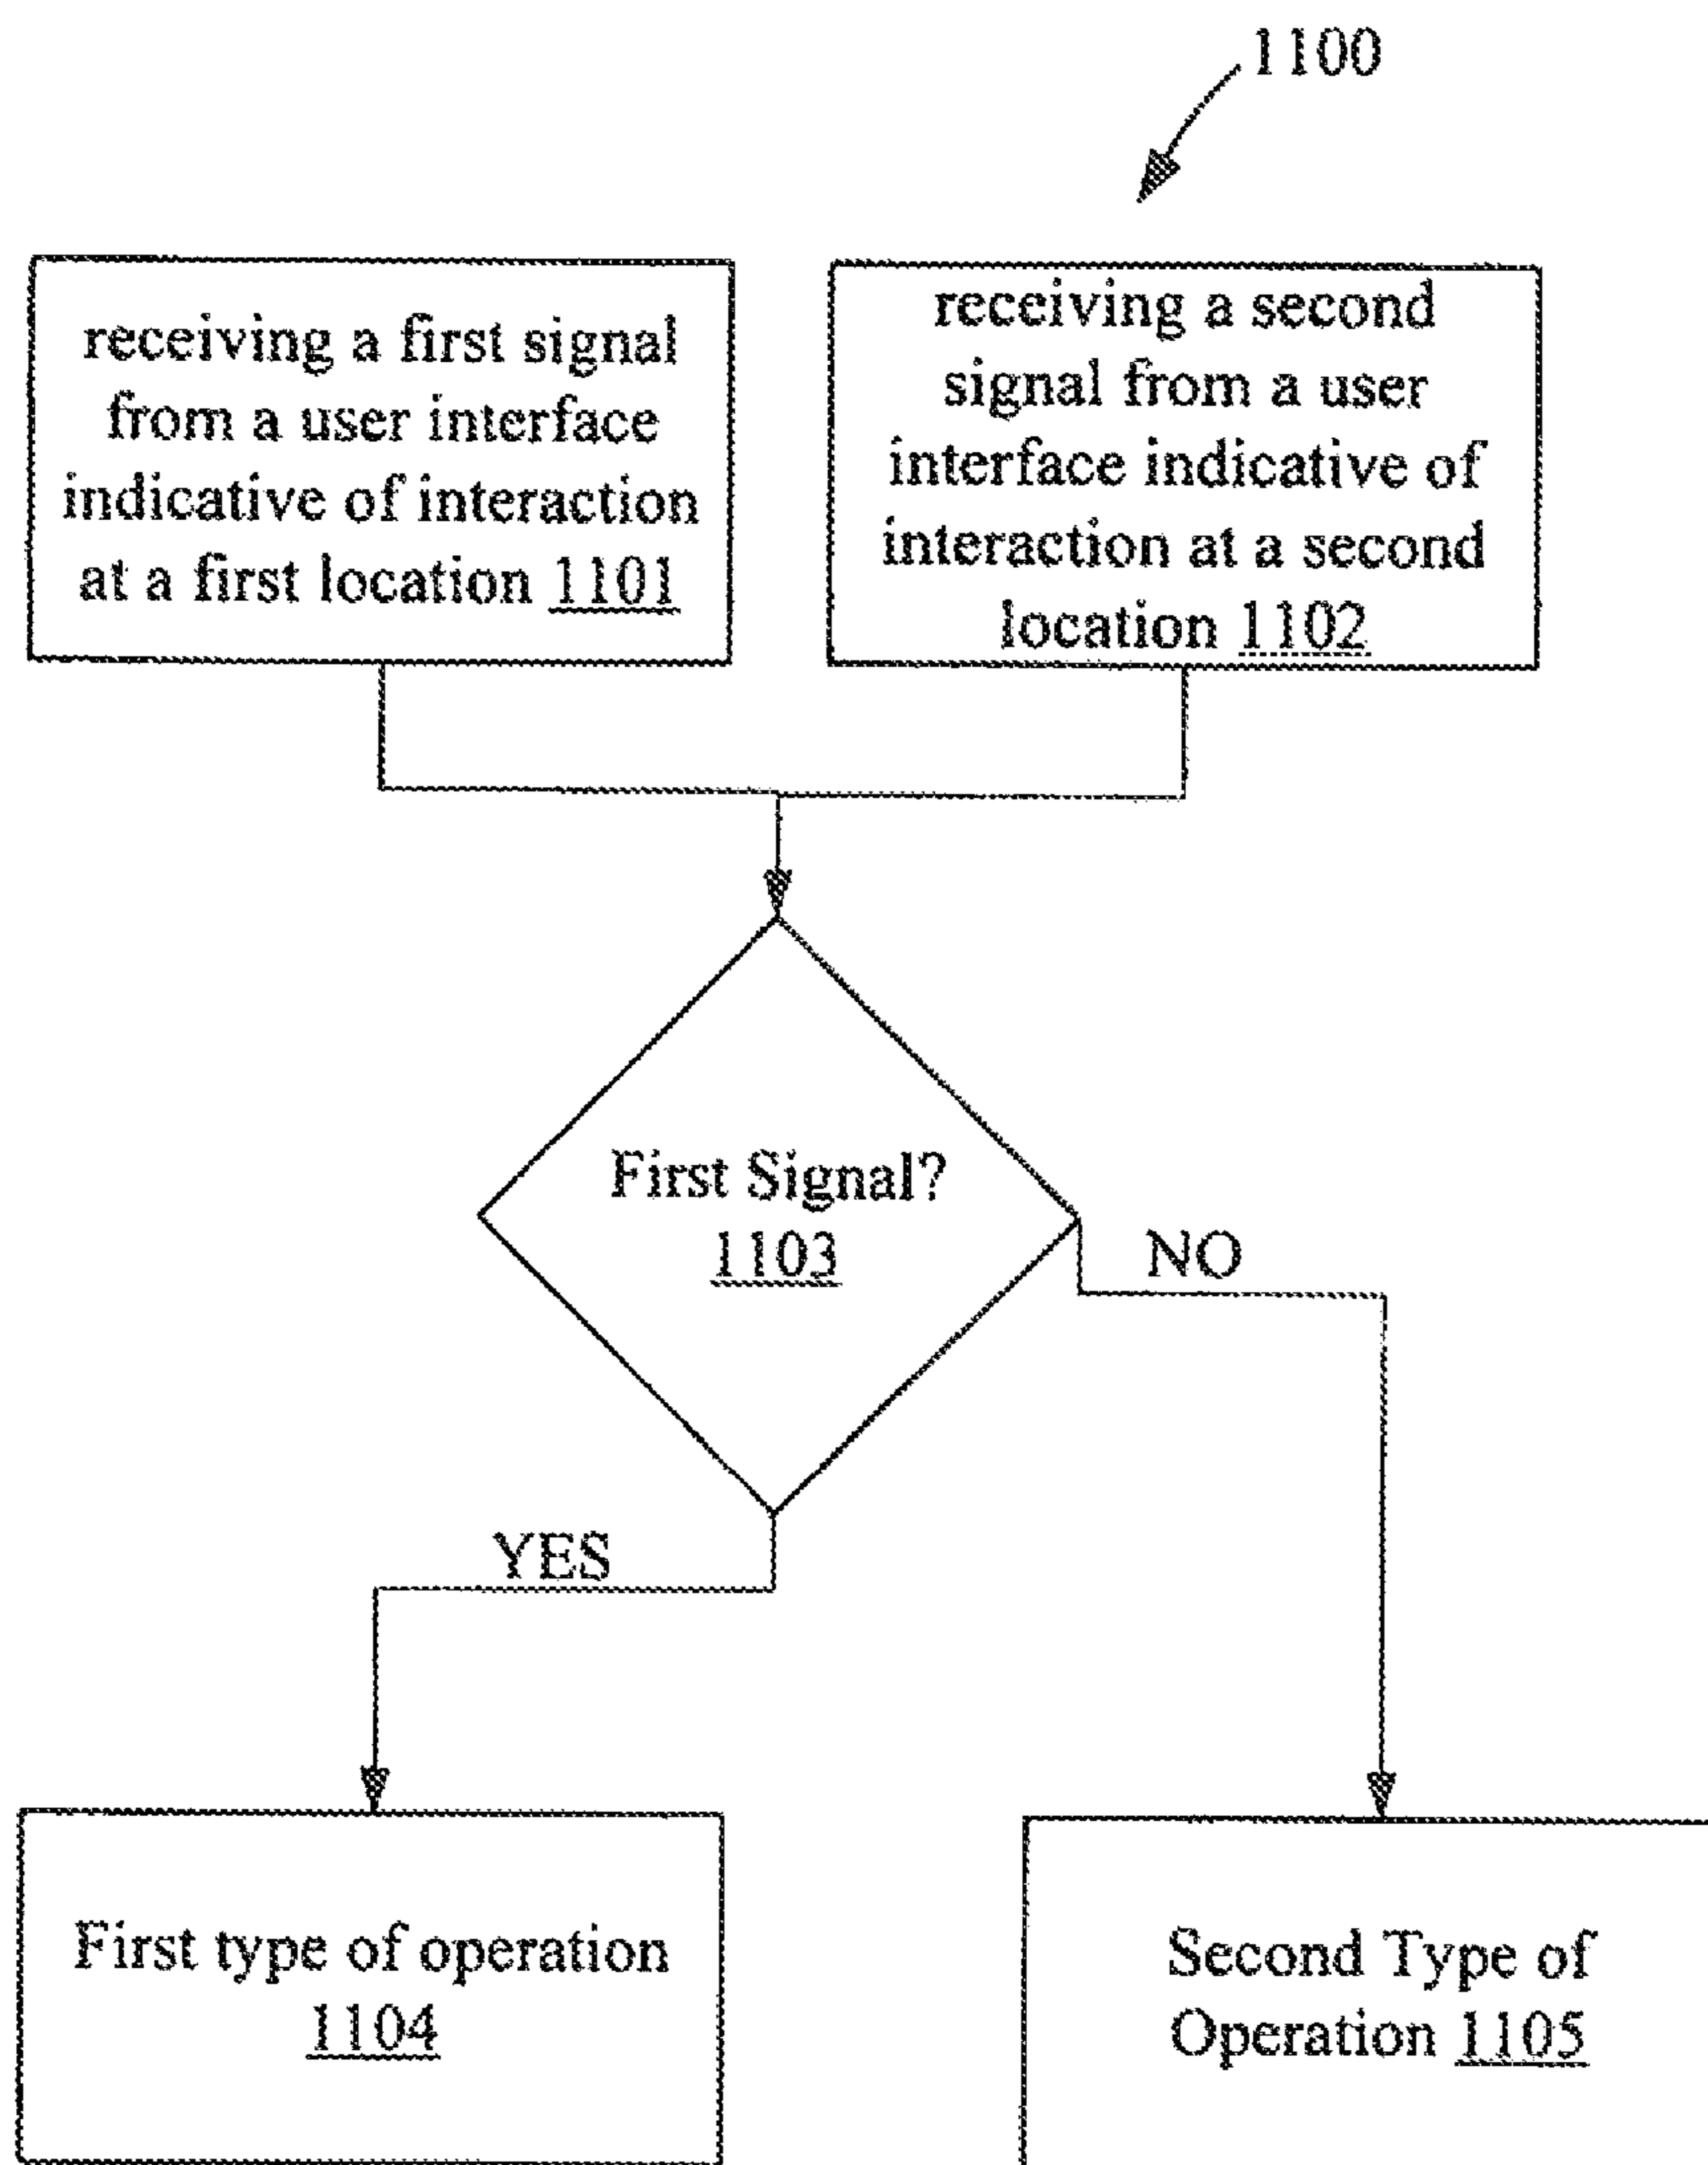 1100
receiving a first signal
from a user interface
indicative of interaction
at a first location 1101
receiving a second
signal from a user
interface indicative of
interaction at a second
location 1102
First Signal?
1103
NO
YES
First type of operation
1104
Second Type of
Operation 1105